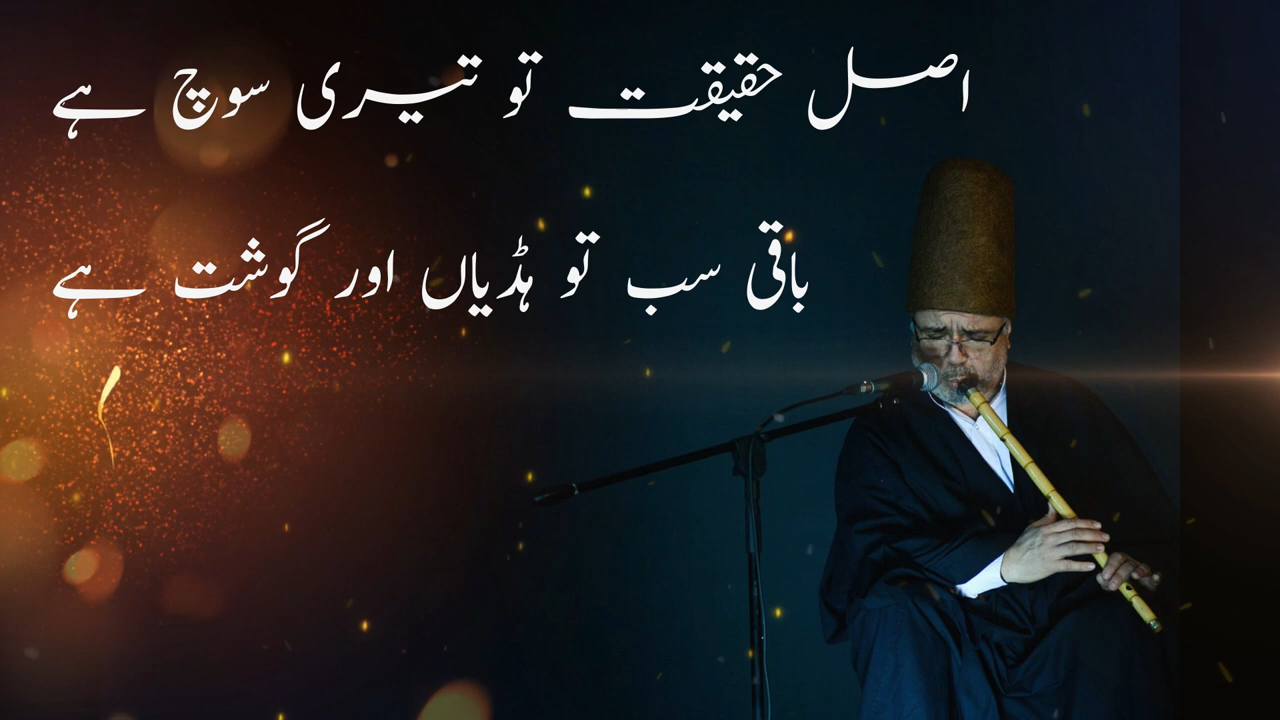 اصل حقیقت تو تیری سوچ ہے
باقی سب تو ہڈیاں اور گوشت ہے